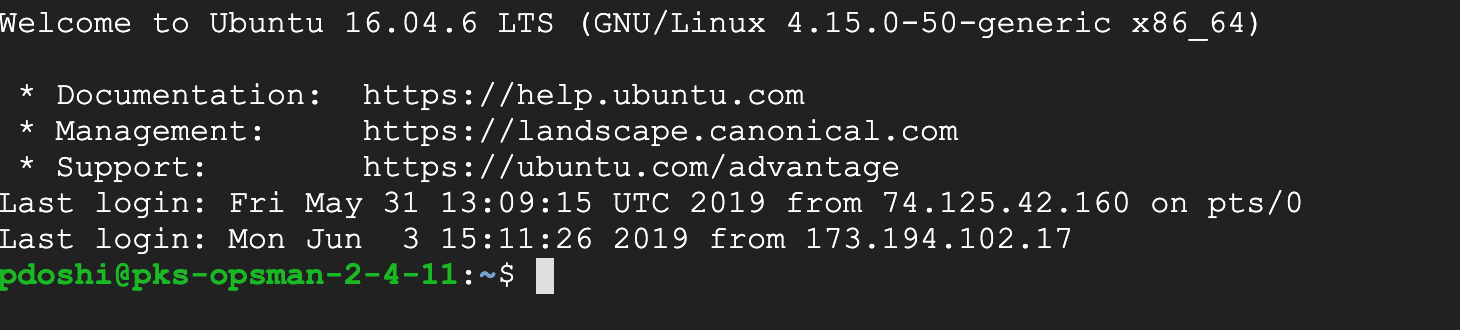 Welcome to Ubuntu 16.04.6 LTS (GNU/Linux 4.15.0-50-generic x86_64)
 * Documentation:  https://help.ubuntu.com
 * Management:     https://landscape.canonical.com
 * Support:        https://ubuntu.com/advantage
Last login: Fri May 31 13:09:15 UTC 2019 from 74.125.42.160 on pts/0
Last login: Mon Jun  3 15:11:26 2019 from 173.194.102.17
pdoshi@pks-opsman-2-4-11:~$